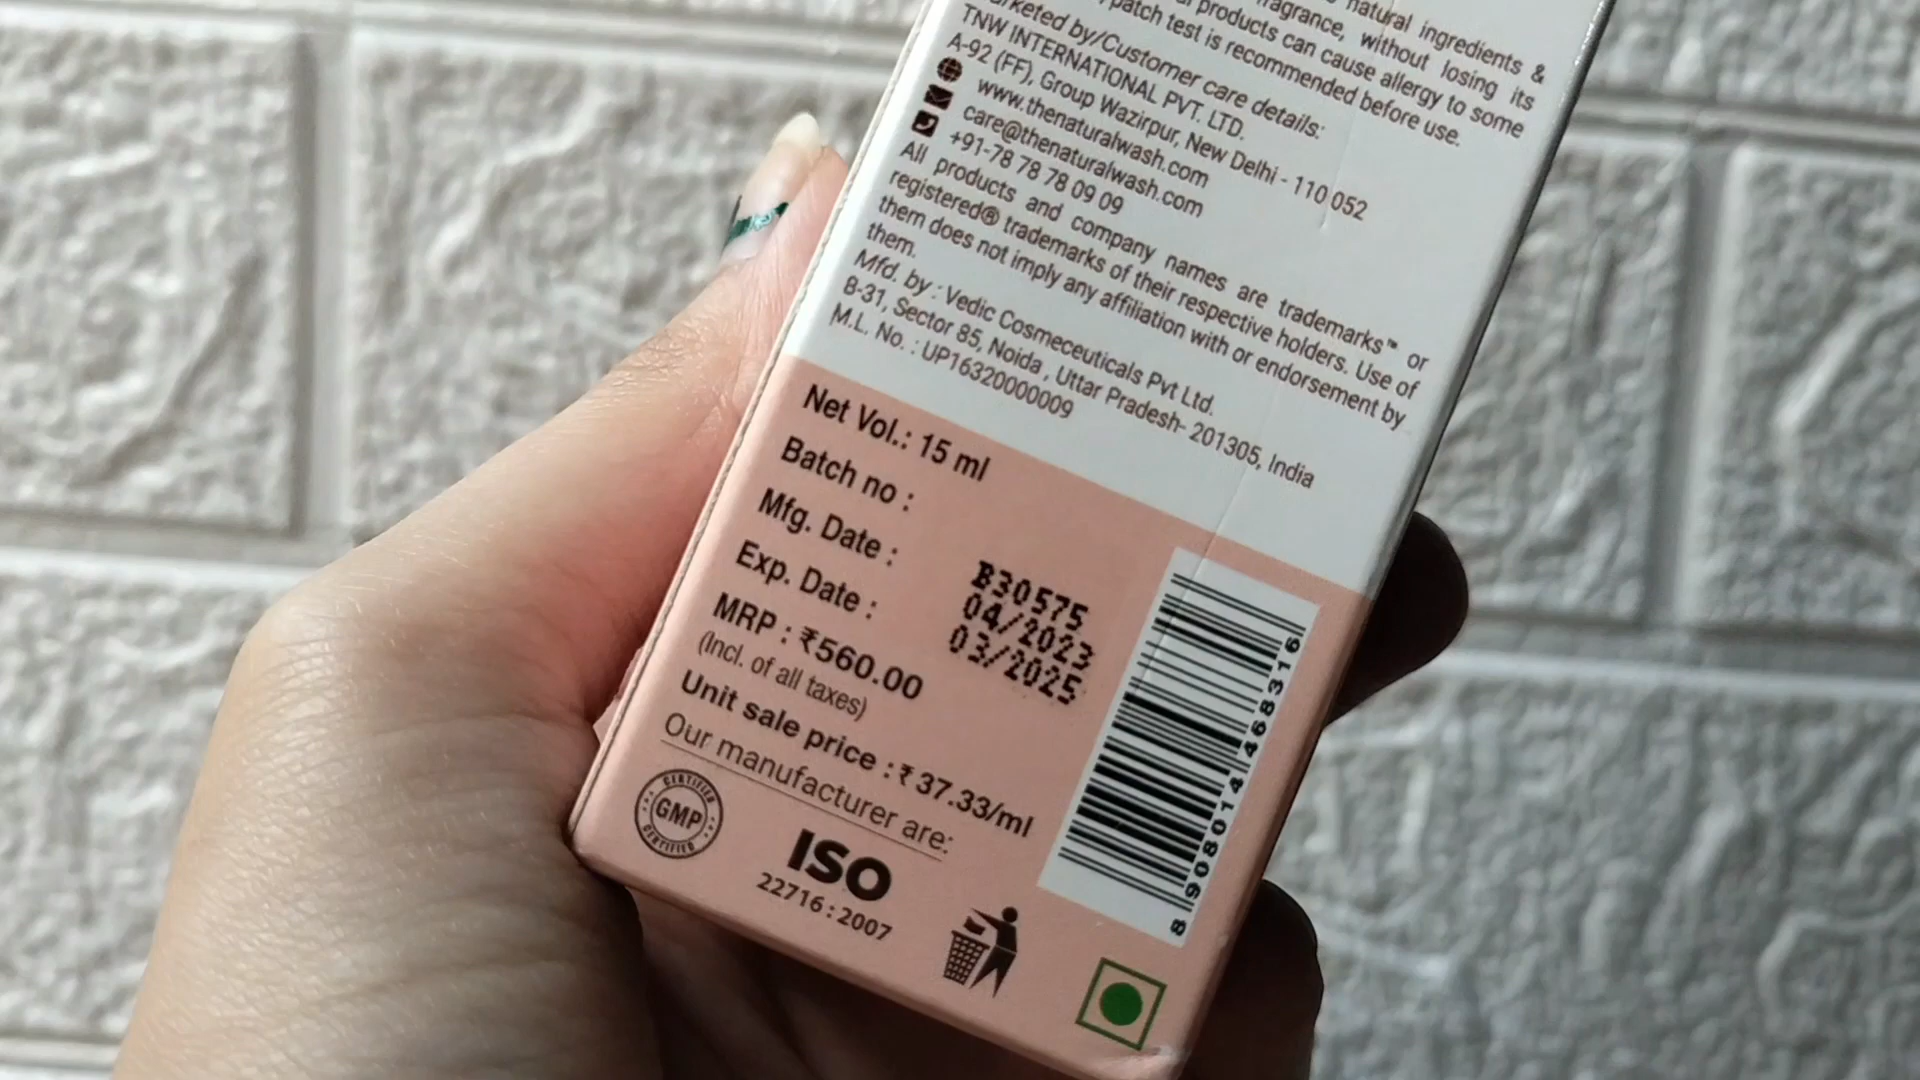 natural ingredients &
fragrance, without losing its
products can cause allergy to some
patch test is recommended before use.
Marketed by/Customer care details:
TNW INTERNATIONAL PVT. LTD.
A-92 (FF), Group Wazirpur, New Delhi - 110 052
www.thenaturalwash.com
care@thenaturalwash.com
+91-78 78 78 09 09
All products and company names are trademarks™ or
registered® trademarks of their respective holders. Use of
them does not imply any affiliation with or endorsement by
them.
Mfd. by : Vedic Cosmeceuticals Pvt Ltd.
B-31, Sector 85, Noida , Uttar Pradesh- 201305, India
M.L. No. : UP16320000009
Net Vol.: 15 ml
Batch no : B30575
Mfg. Date : 04/2023
Exp. Date : 03/2025
MRP : ₹560.00
(Incl. of all taxes)
Unit sale price : ₹ 37.33/ml
Our manufacturer are:
CERTIFIED
GMP
CERTIFIED
ISO
22716 : 2007
8908014468316